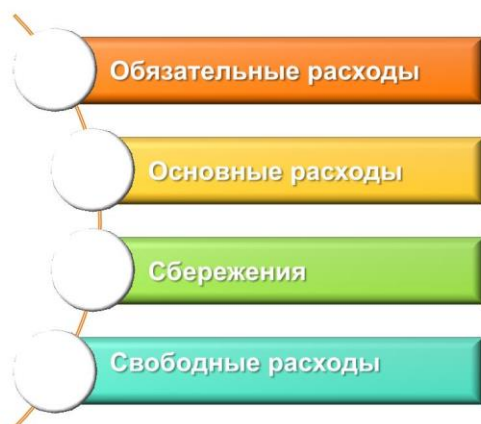 Обязательные расходы
Основные расходы
Сбережения
Свободные расходы